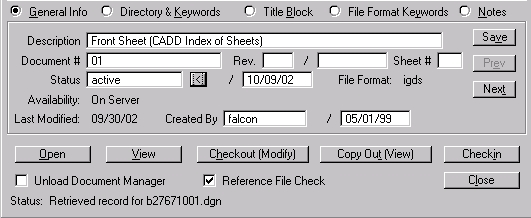 General Info Directory & Keywords Title Block File Format Keywords Notes
Description Front Sheet (CADD Index of Sheets) Save
Document # 01 Rev. / Sheet # Prev
Status active < / 10/09/02 File Format: igds Next
Availability: On Server
Last Modified: 09/30/02 Created By falcon / 05/01/99
Open View Checkout (Modify) Copy Out (View) Checkin
Unload Document Manager Reference File Check Close
Status: Retrieved record for b27671001.dgn